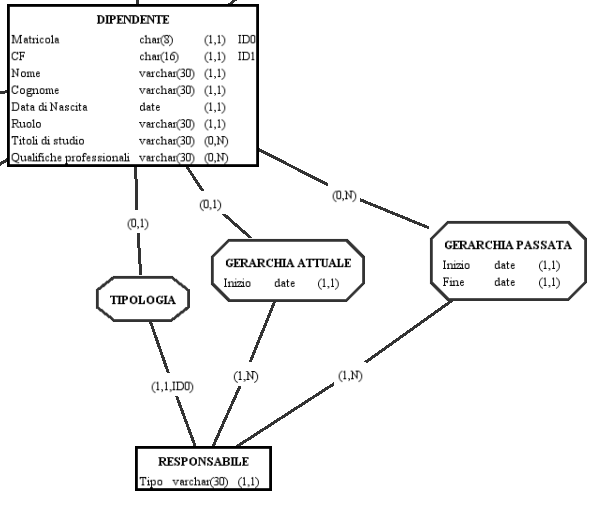 DIPENDENTE
Matricola char(8) (1,1) ID0
CF char(16) (1,1) ID1
Nome varchar(30) (1,1)
Cognome varchar(30) (1,1)
Data di Nascita date (1,1)
Ruolo varchar(30) (1,1)
Titoli di studio varchar(30) (0,N)
Qualifiche professionali varchar(30) (0,N)
(0,1) (0,1) (0,N)
TIPOLOGIA
GERARCHIA ATTUALE
Inizio date (1,1)
GERARCHIA PASSATA
Inizio date (1,1)
Fine date (1,1)
(1,1,ID0) (1,N) (1,N)
RESPONSABILE
Tipo varchar(30) (1,1)